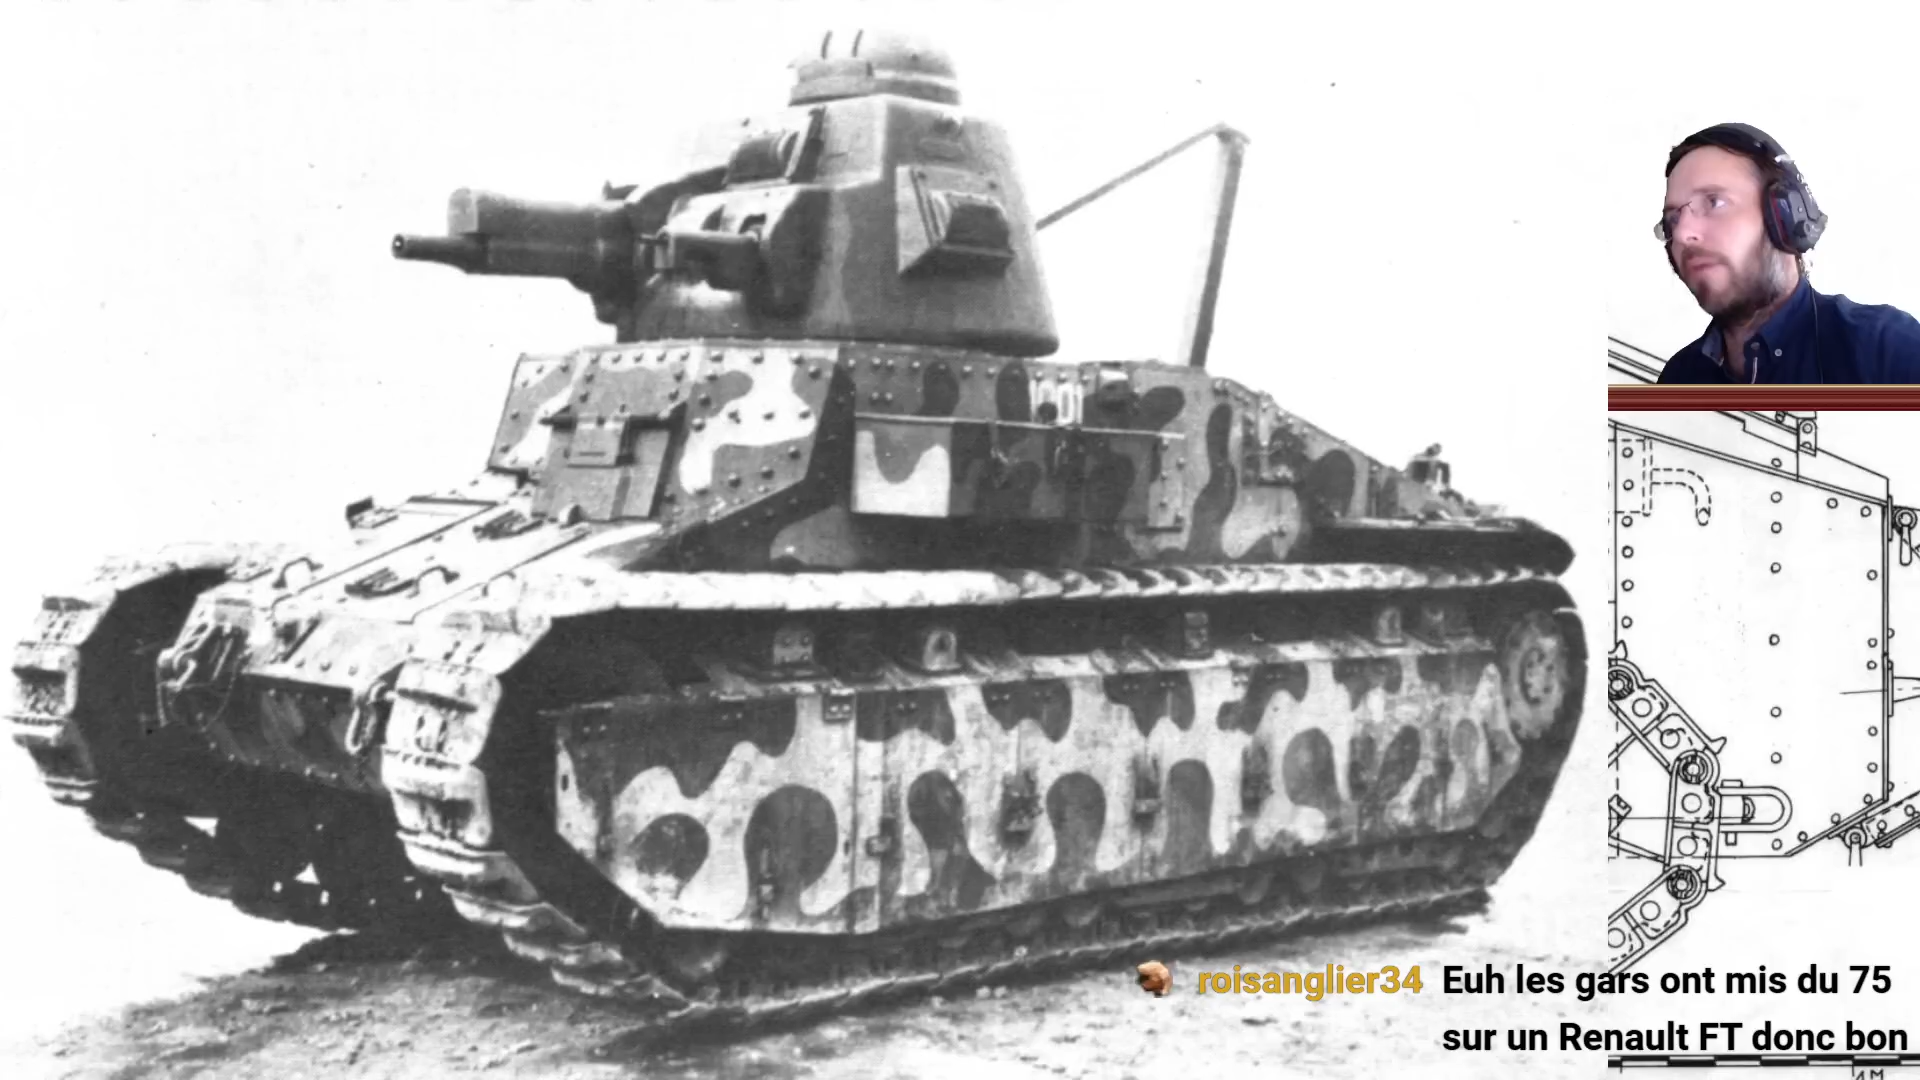 roisanglier34 Euh les gars ont mis du 75
sur un Renault FT donc bon